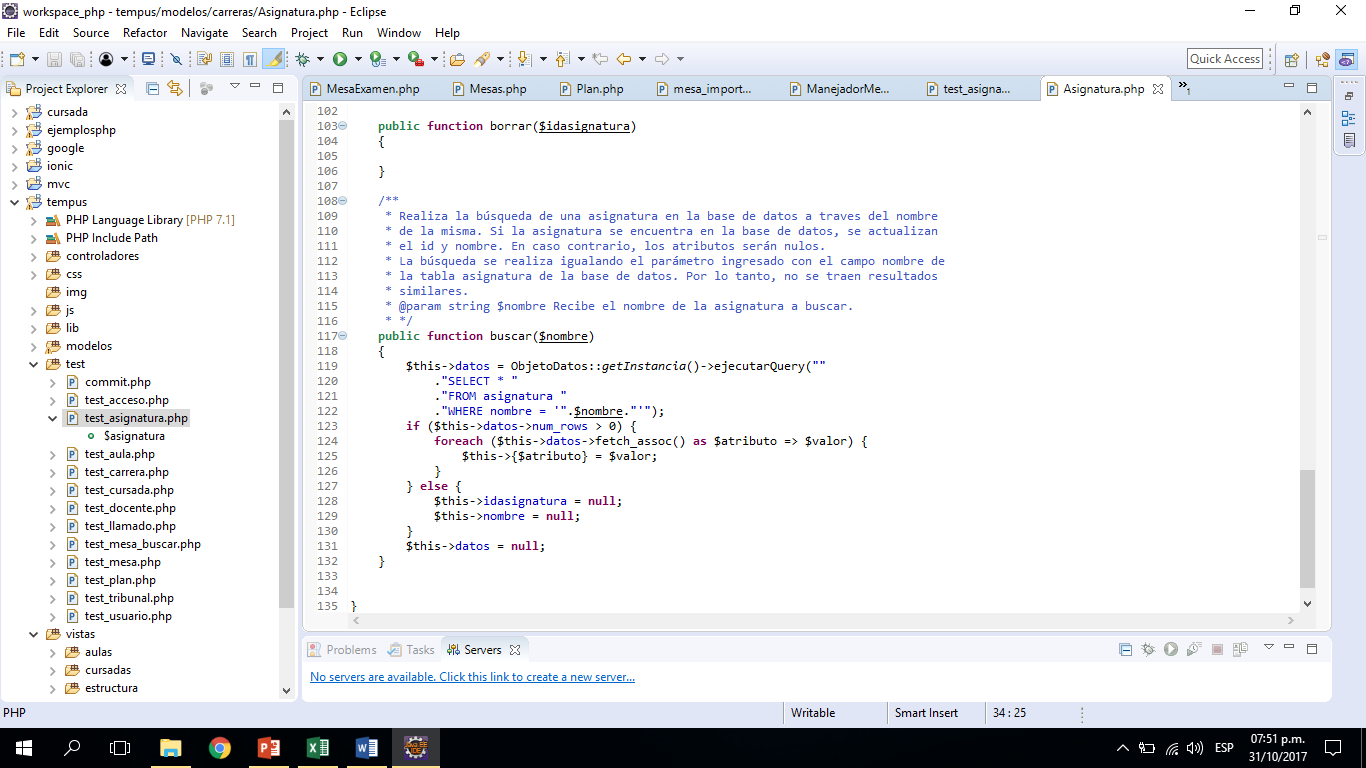 workspace_php - tempus/modelos/carreras/Asignatura.php - Eclipse
File Edit Source Refactor Navigate Search Project Run Window Help
Quick Access
Project Explorer
cursada
ejemplosphp
google
ionic
mvc
tempus
PHP Language Library [PHP 7.1]
PHP Include Path
controladores
css
img
js
lib
modelos
test
commit.php
test_acceso.php
test_asignatura.php
$asignatura
test_aula.php
test_carrera.php
test_cursada.php
test_docente.php
test_llamado.php
test_mesa_buscar.php
test_mesa.php
test_plan.php
test_tribunal.php
test_usuario.php
vistas
aulas
cursadas
estructura
MesaExamen.php Mesas.php Plan.php mesa_import... ManejadorMe... test_asigna... Asignatura.php »1
102
103 public function borrar($idasignatura)
104 {
105
106 }
107
108 /**
109 * Realiza la búsqueda de una asignatura en la base de datos a traves del nombre
110 * de la misma. Si la asignatura se encuentra en la base de datos, se actualizan
111 * el id y nombre. En caso contrario, los atributos serán nulos.
112 * La búsqueda se realiza igualando el parámetro ingresado con el campo nombre de
113 * la tabla asignatura de la base de datos. Por lo tanto, no se traen resultados
114 * similares.
115 * @param string $nombre Recibe el nombre de la asignatura a buscar.
116 * */
117 public function buscar($nombre)
118 {
119 $this->datos = ObjetoDatos::getInstancia()->ejecutarQuery(""
120 ."SELECT * "
121 ."FROM asignatura "
122 ."WHERE nombre = '".$nombre."'");
123 if ($this->datos->num_rows > 0) {
124 foreach ($this->datos->fetch_assoc() as $atributo => $valor) {
125 $this->{$atributo} = $valor;
126 }
127 } else {
128 $this->idasignatura = null;
129 $this->nombre = null;
130 }
131 $this->datos = null;
132 }
133
134
135 }
Problems Tasks Servers
No servers are available. Click this link to create a new server...
PHP Writable Smart Insert 34 : 25
ESP
07:51 p.m.
31/10/2017